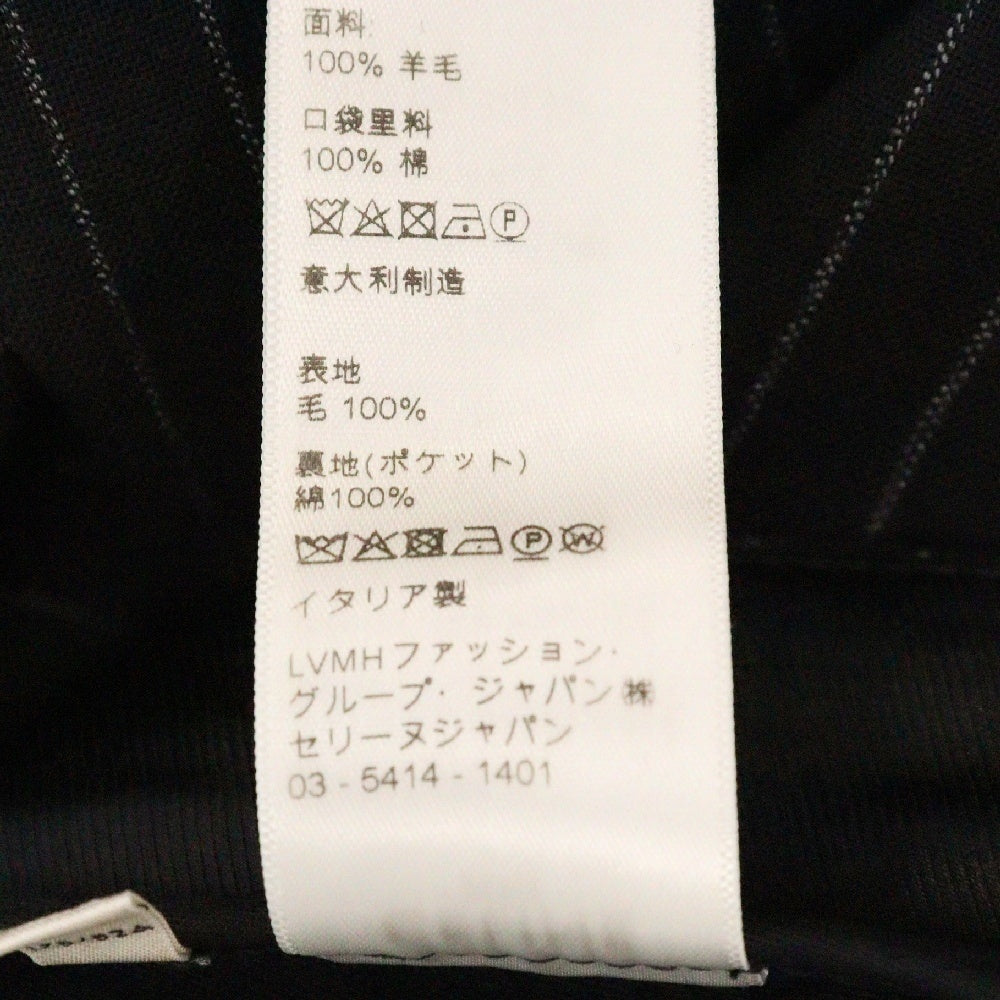 面料
100% 羊毛
口袋里料
100% 棉
P
意大利制造
表地
毛 100%
裏地(ポケット)
綿100%
P W
イタリア製
LVMHファッション・
グループ・ジャパン㈱
セリーヌジャパン
03-5414-1401